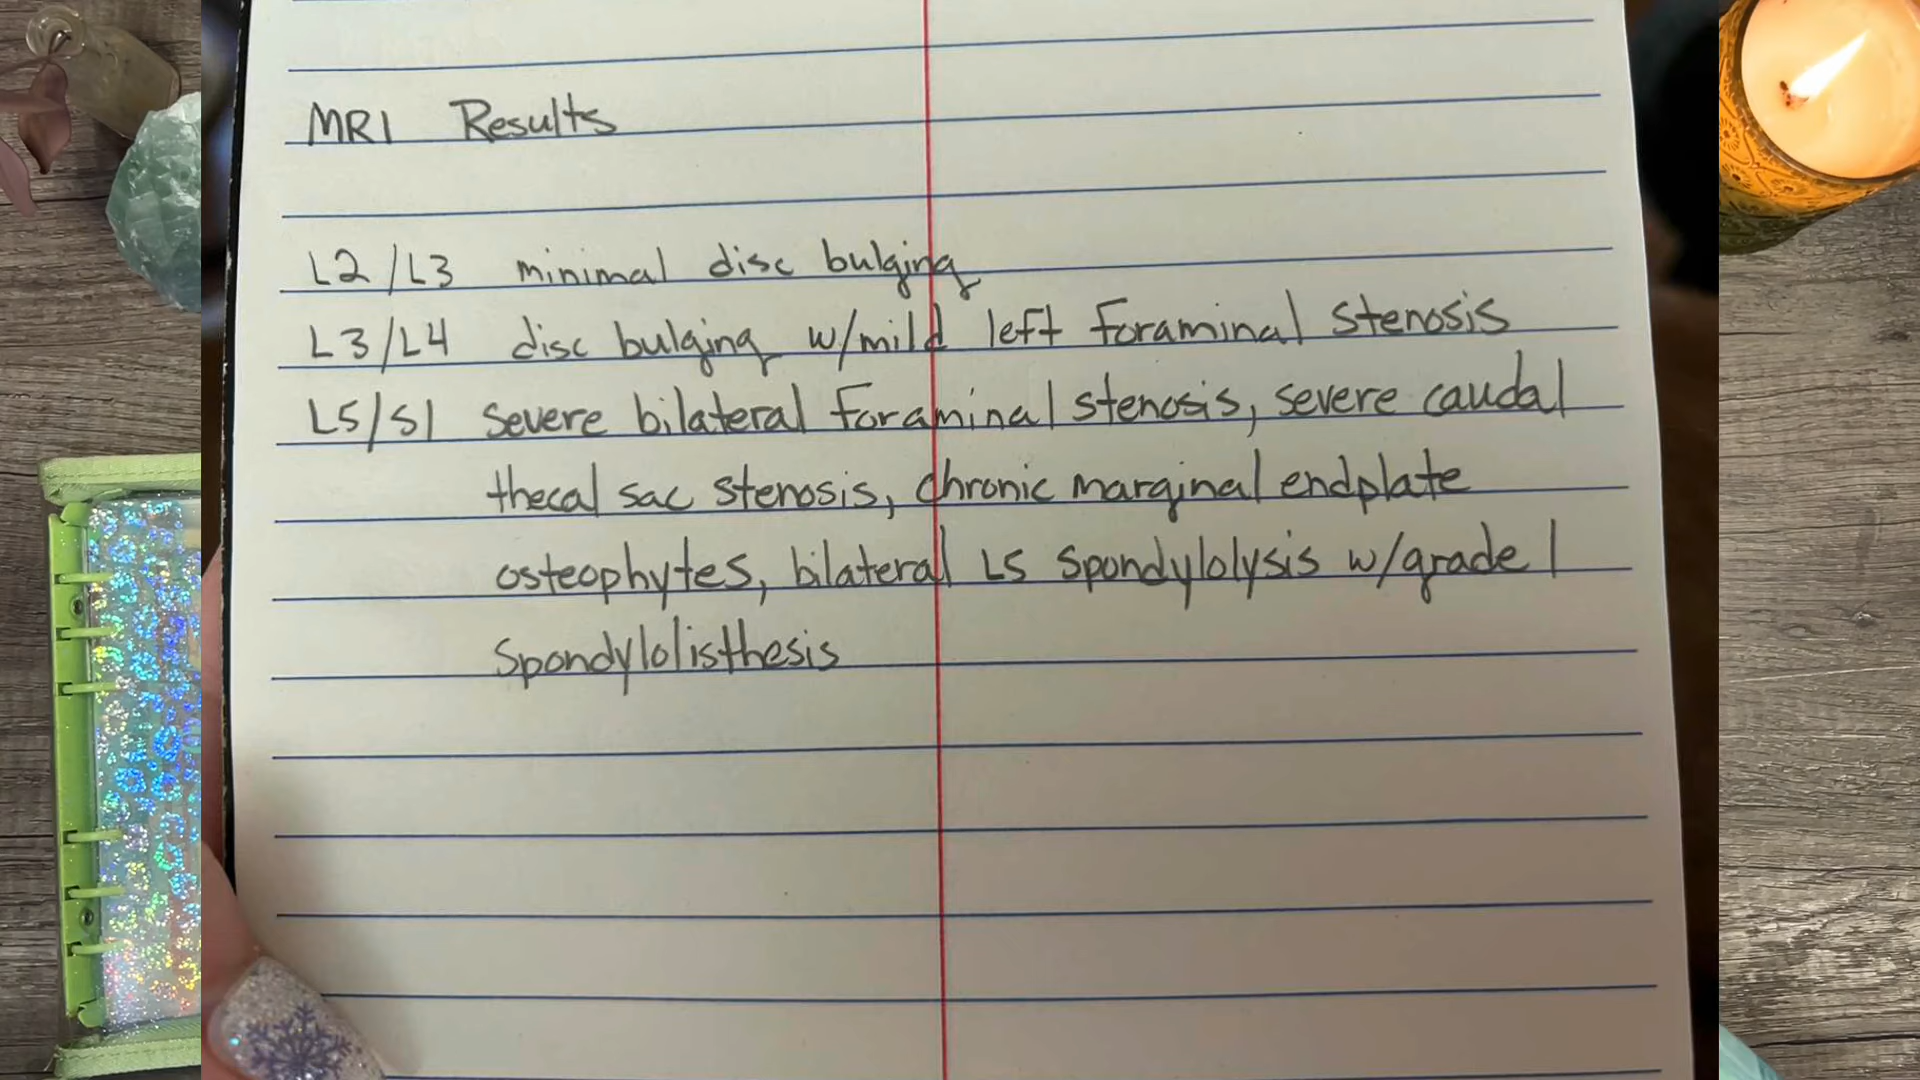 MRI Results
L2/L3 minimal disc bulging
L3/L4 disc bulging w/mild left foraminal stenosis
L5/S1 severe bilateral foraminal stenosis, severe caudal
thecal sac stenosis, chronic marginal endplate
osteophytes, bilateral L5 spondylolysis w/grade 1
spondylolisthesis